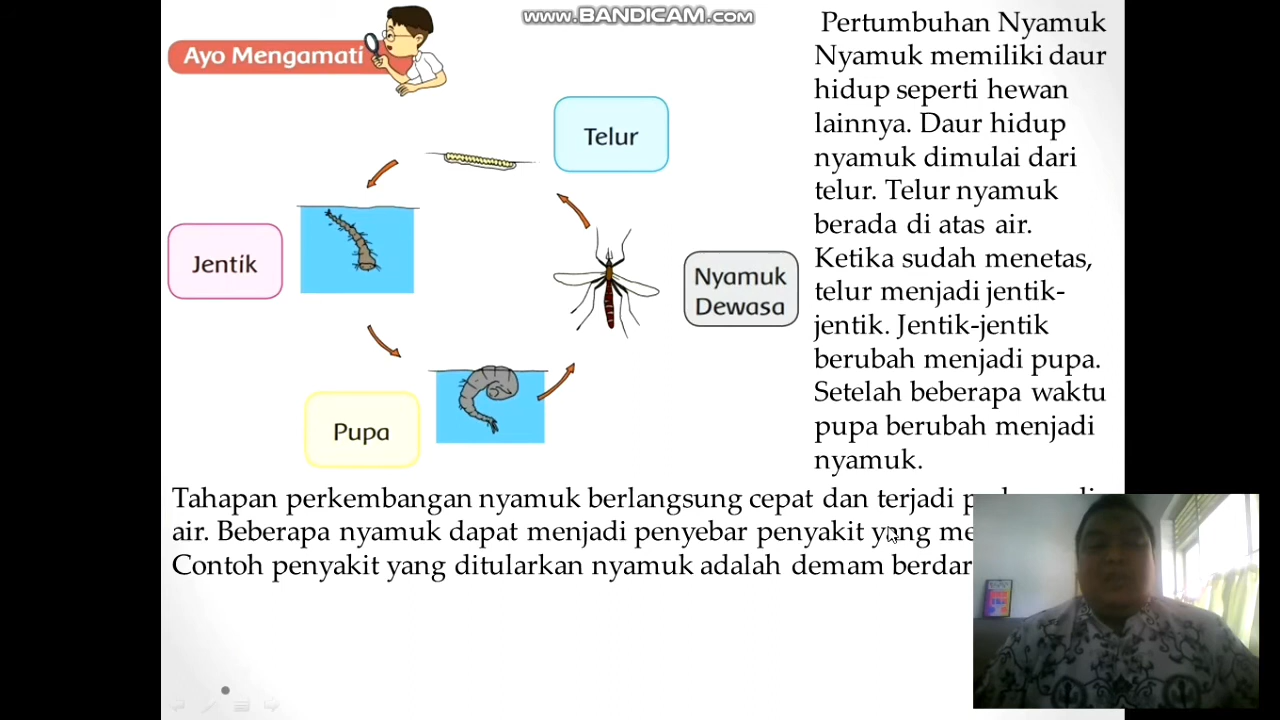 www.BANDICAM.com
Ayo Mengamati
Telur
Jentik
Nyamuk
Dewasa
Pupa
Pertumbuhan Nyamuk
Nyamuk memiliki daur
hidup seperti hewan
lainnya. Daur hidup
nyamuk dimulai dari
telur. Telur nyamuk
berada di atas air.
Ketika sudah menetas,
telur menjadi jentik-
jentik. Jentik-jentik
berubah menjadi pupa.
Setelah beberapa waktu
pupa berubah menjadi
nyamuk.
Tahapan perkembangan nyamuk berlangsung cepat dan terjadi
air. Beberapa nyamuk dapat menjadi penyebar penyakit yang
Contoh penyakit yang ditularkan nyamuk adalah demam